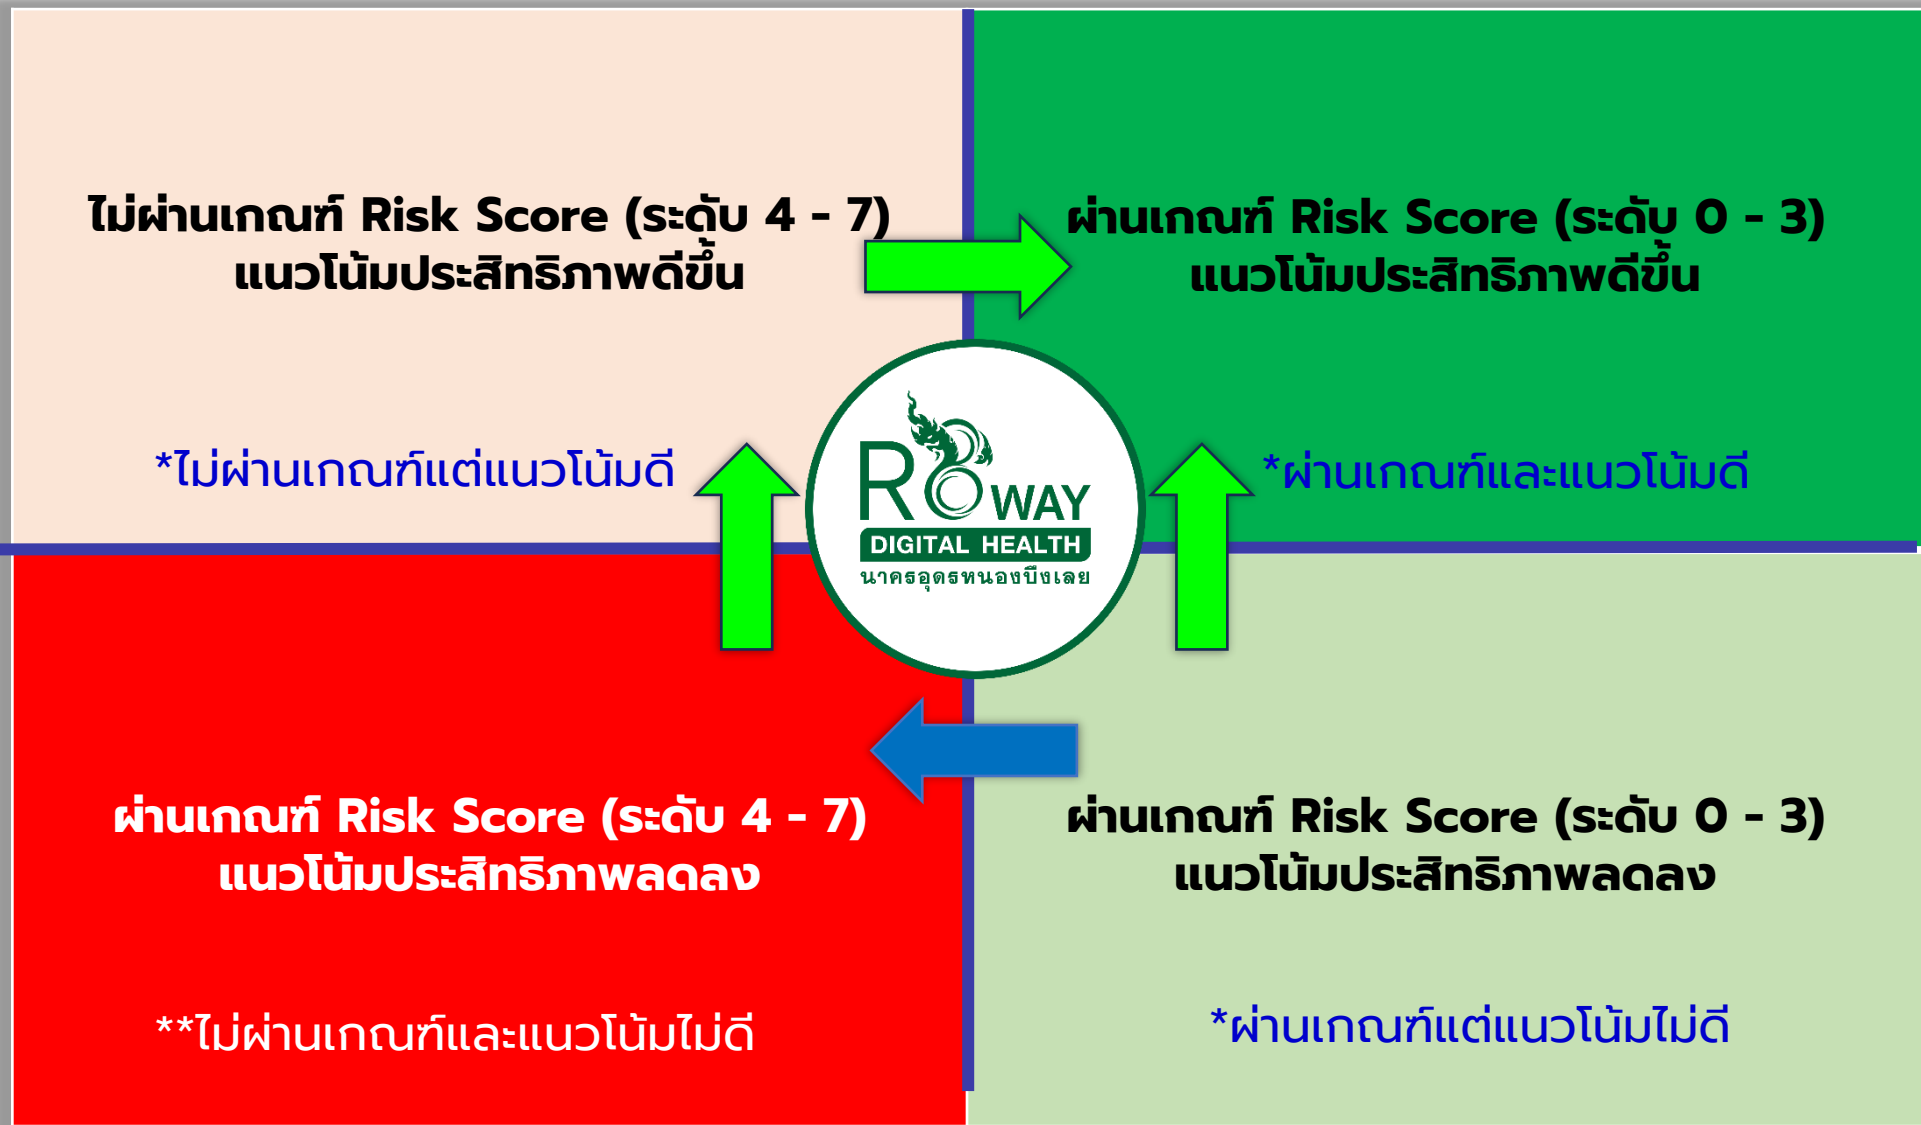 ไม่ผ่านเกณฑ์ Risk Score (ระดับ 4 - 7)
แนวโน้มประสิทธิภาพดีขึ้น
*ไม่ผ่านเกณฑ์แต่แนวโน้มดี
ผ่านเกณฑ์ Risk Score (ระดับ 0 - 3)
แนวโน้มประสิทธิภาพดีขึ้น
*ผ่านเกณฑ์และแนวโน้มดี
R8 WAY
DIGITAL HEALTH
นาครอุดรหนองบึงเลย
ผ่านเกณฑ์ Risk Score (ระดับ 4 - 7)
แนวโน้มประสิทธิภาพลดลง
**ไม่ผ่านเกณฑ์และแนวโน้มไม่ดี
ผ่านเกณฑ์ Risk Score (ระดับ 0 - 3)
แนวโน้มประสิทธิภาพลดลง
*ผ่านเกณฑ์แต่แนวโน้มไม่ดี